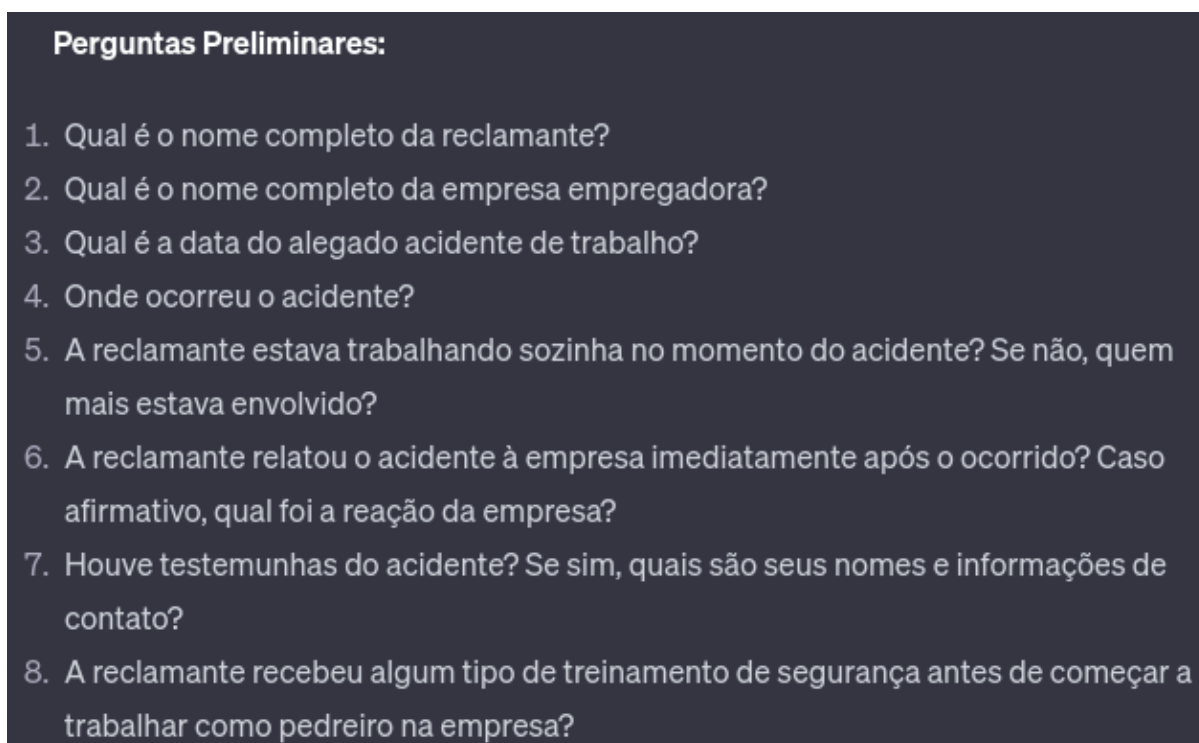 Perguntas Preliminares:
1. Qual é o nome completo da reclamante?
2. Qual é o nome completo da empresa empregadora?
3. Qual é a data do alegado acidente de trabalho?
4. Onde ocorreu o acidente?
5. A reclamante estava trabalhando sozinha no momento do acidente? Se não, quem
mais estava envolvido?
6. A reclamante relatou o acidente à empresa imediatamente após o ocorrido? Caso
afirmativo, qual foi a reação da empresa?
7. Houve testemunhas do acidente? Se sim, quais são seus nomes e informações de
contato?
8. A reclamante recebeu algum tipo de treinamento de segurança antes de começar a
trabalhar como pedreiro na empresa?